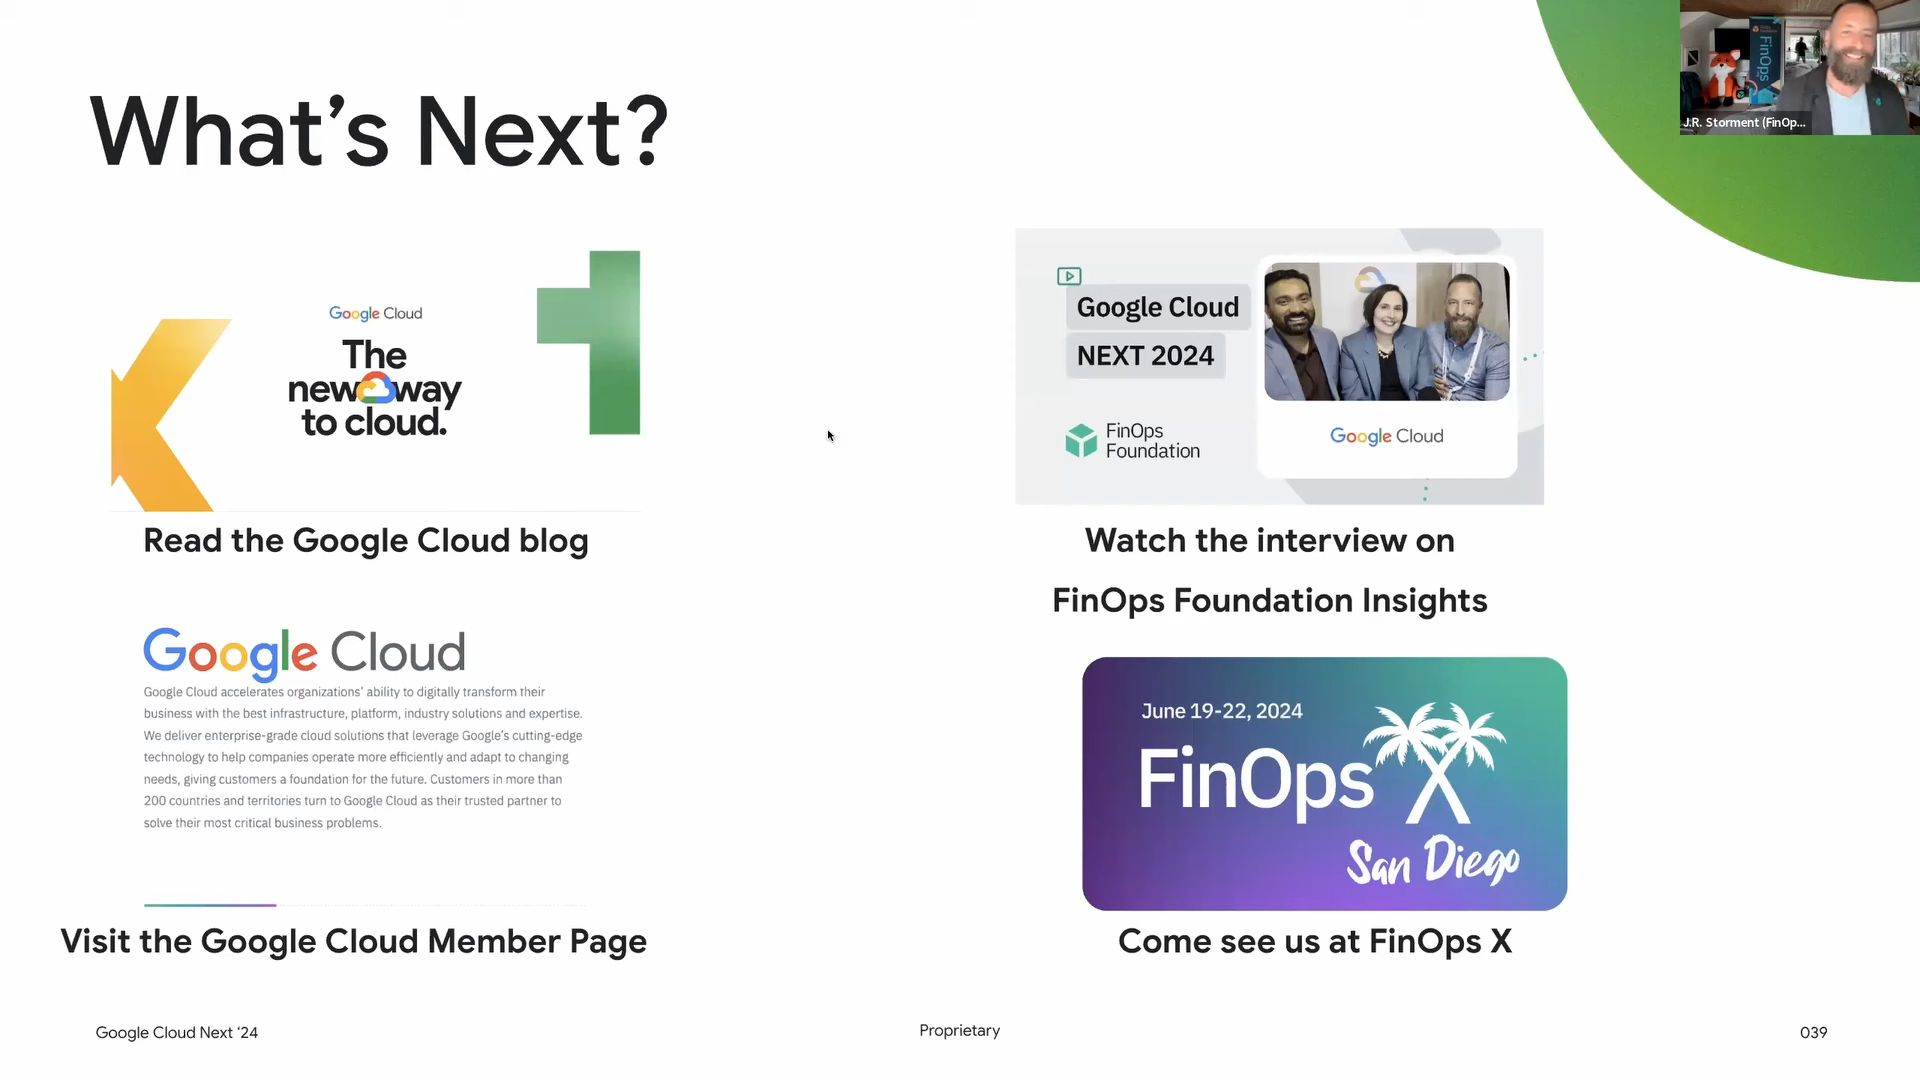 What’s Next?
FinOps
J.R. Storment (FinOp...
Google Cloud
The
new way
to cloud.
Read the Google Cloud blog
Google Cloud
NEXT 2024
FinOps
Foundation
Google Cloud
Watch the interview on
FinOps Foundation Insights
Google Cloud
Google Cloud accelerates organizations’ ability to digitally transform their
business with the best infrastructure, platform, industry solutions and expertise.
We deliver enterprise-grade cloud solutions that leverage Google’s cutting-edge
technology to help companies operate more efficiently and adapt to changing
needs, giving customers a foundation for the future. Customers in more than
200 countries and territories turn to Google Cloud as their trusted partner to
solve their most critical business problems.
Visit the Google Cloud Member Page
June 19-22, 2024
FinOps X
San Diego
Come see us at FinOps X
Google Cloud Next ‘24
Proprietary
039